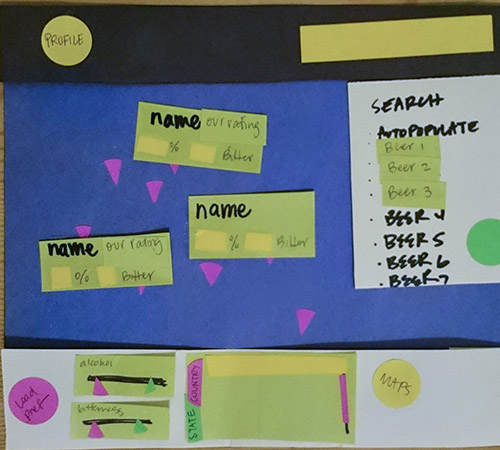 PROFILE
SEARCH
AUTOPOPULATE
Beer 1
Beer 2
Beer 3
BEER 4
BEER 5
BEER 6
BEER 7
name our rating
% Bitter
name
% Bitter
name our rating
% Bitter
Load
Pref
alcohol
bitterness
COUNTRY
STATE
MAPS